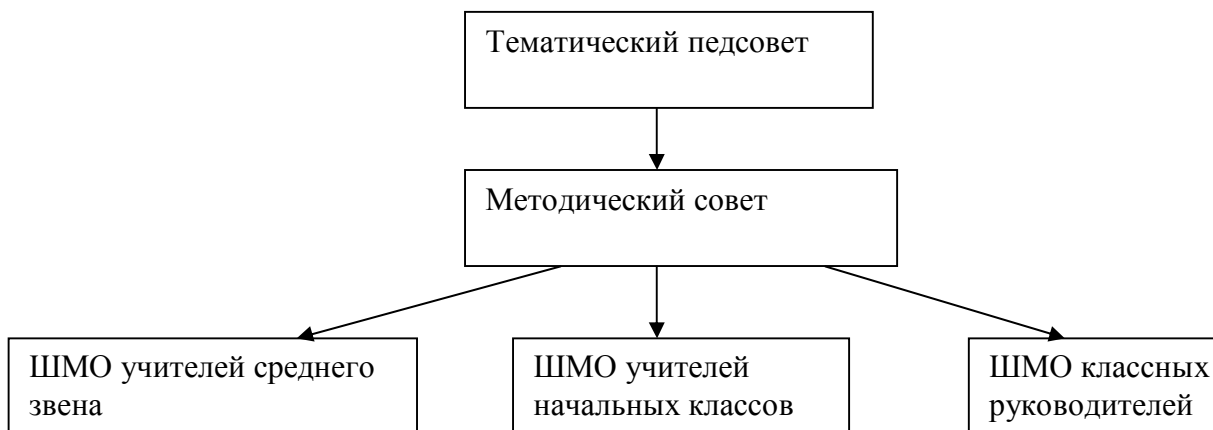 Тематический педсовет
Методический совет
ШМО учителей среднего
звена
ШМО учителей
начальных классов
ШМО классных
руководителей